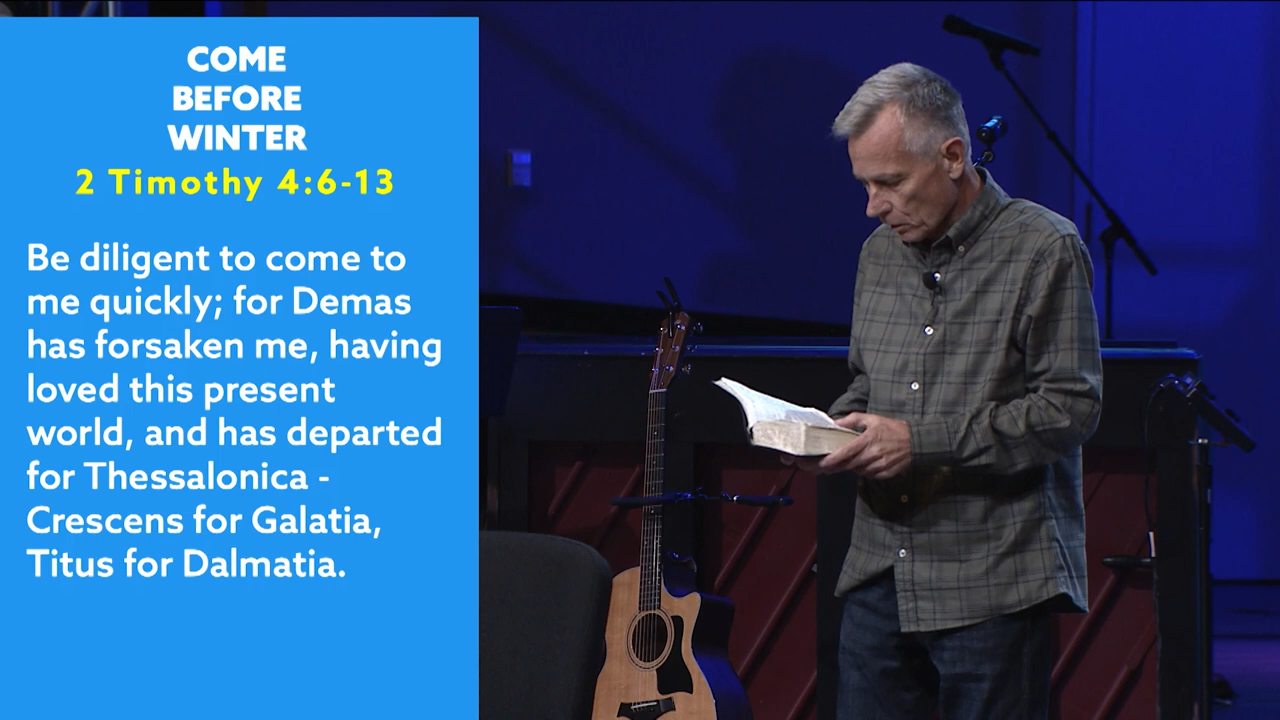 COME
BEFORE
WINTER
2 Timothy 4:6-13
Be diligent to come to
me quickly; for Demas
has forsaken me, having
loved this present
world, and has departed
for Thessalonica -
Crescens for Galatia,
Titus for Dalmatia.